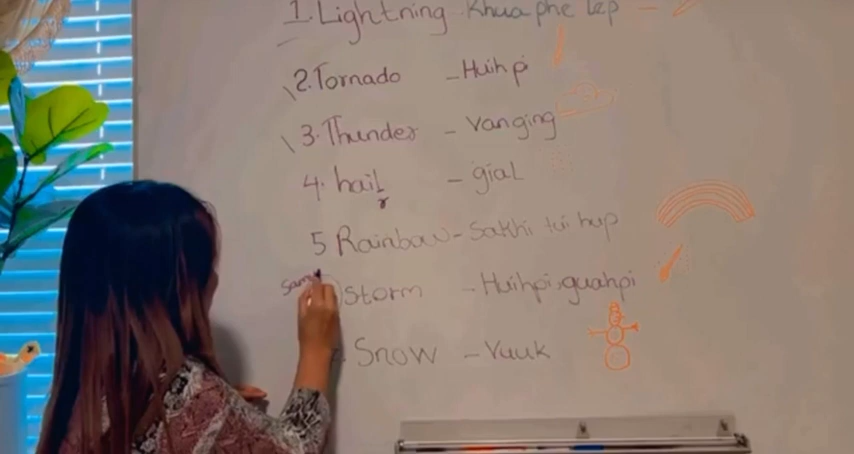 1. Lightning - Khua phe lep
2. Tornado - Huihpi
3. Thunder - Vanging
4. hail - gial
5 Rainbow - Sakhi tui hup
Storm - Huihpi, guahpi
Snow - Vuuk